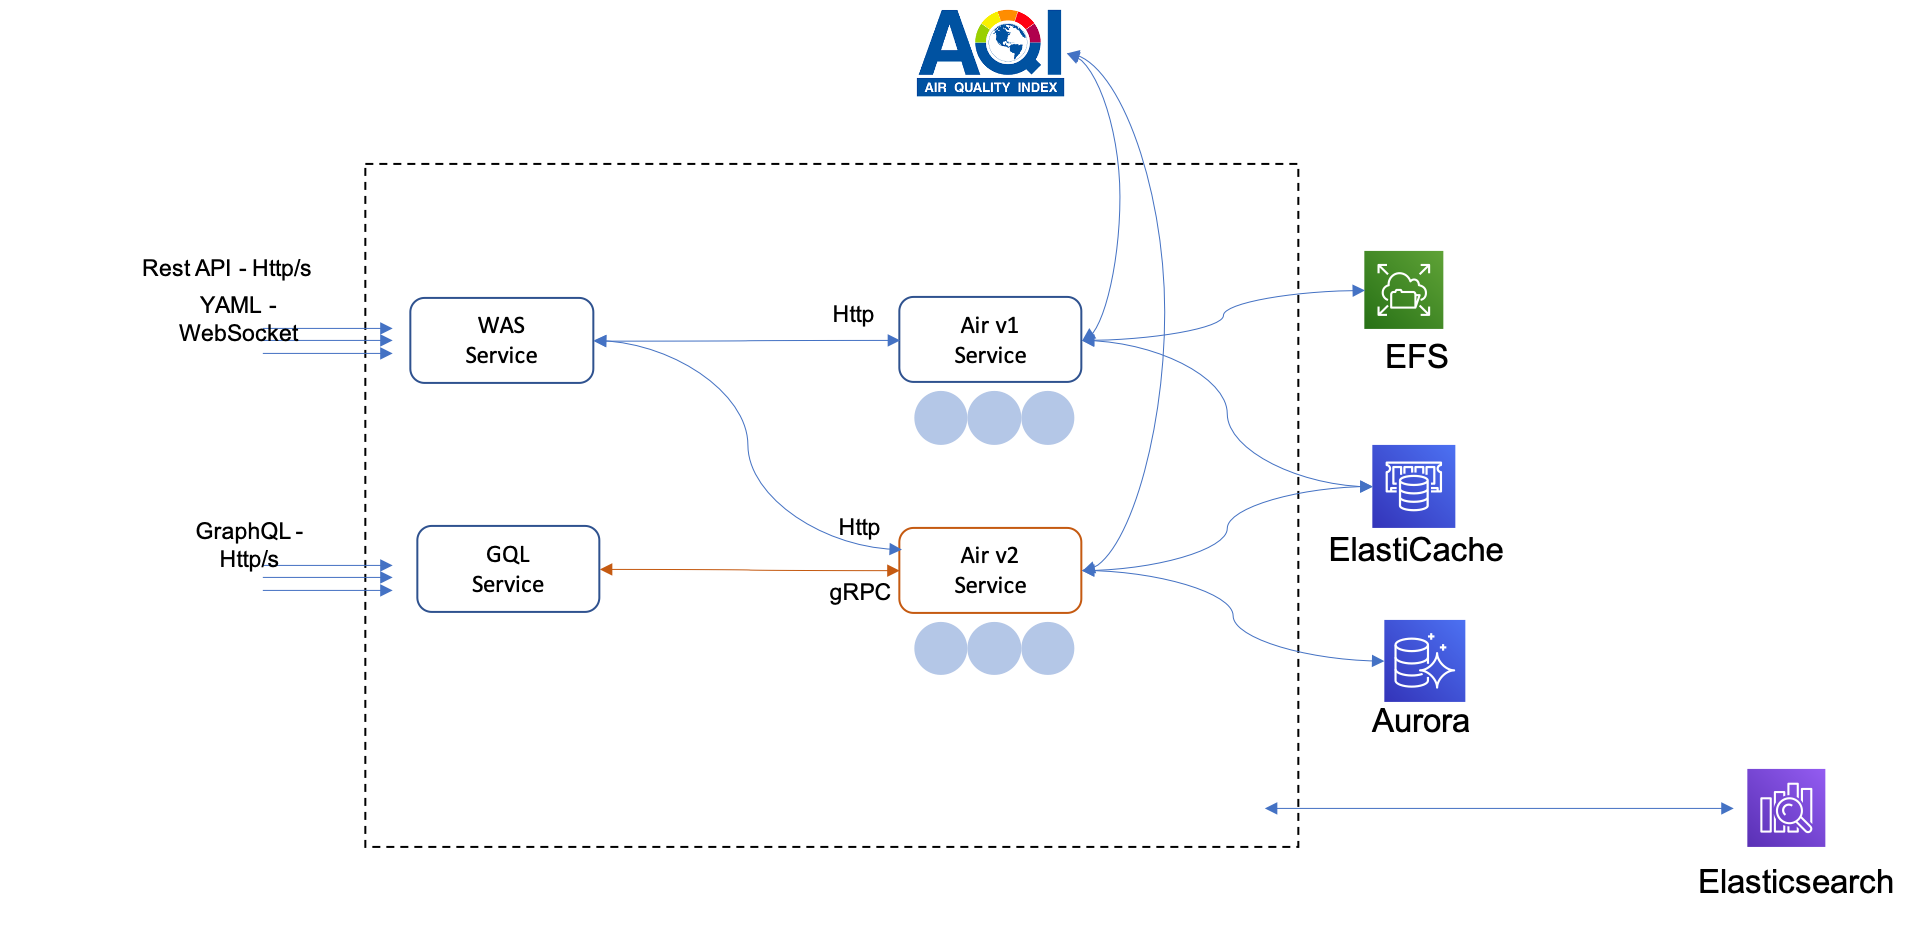 AQI
AIR QUALITY INDEX
Rest API - Http/s
YAML -
WebSocket
WAS
Service
Http
Air v1
Service
EFS
ElastiCache
GraphQL -
Http/s
GQL
Service
Http
gRPC
Air v2
Service
Aurora
Elasticsearch